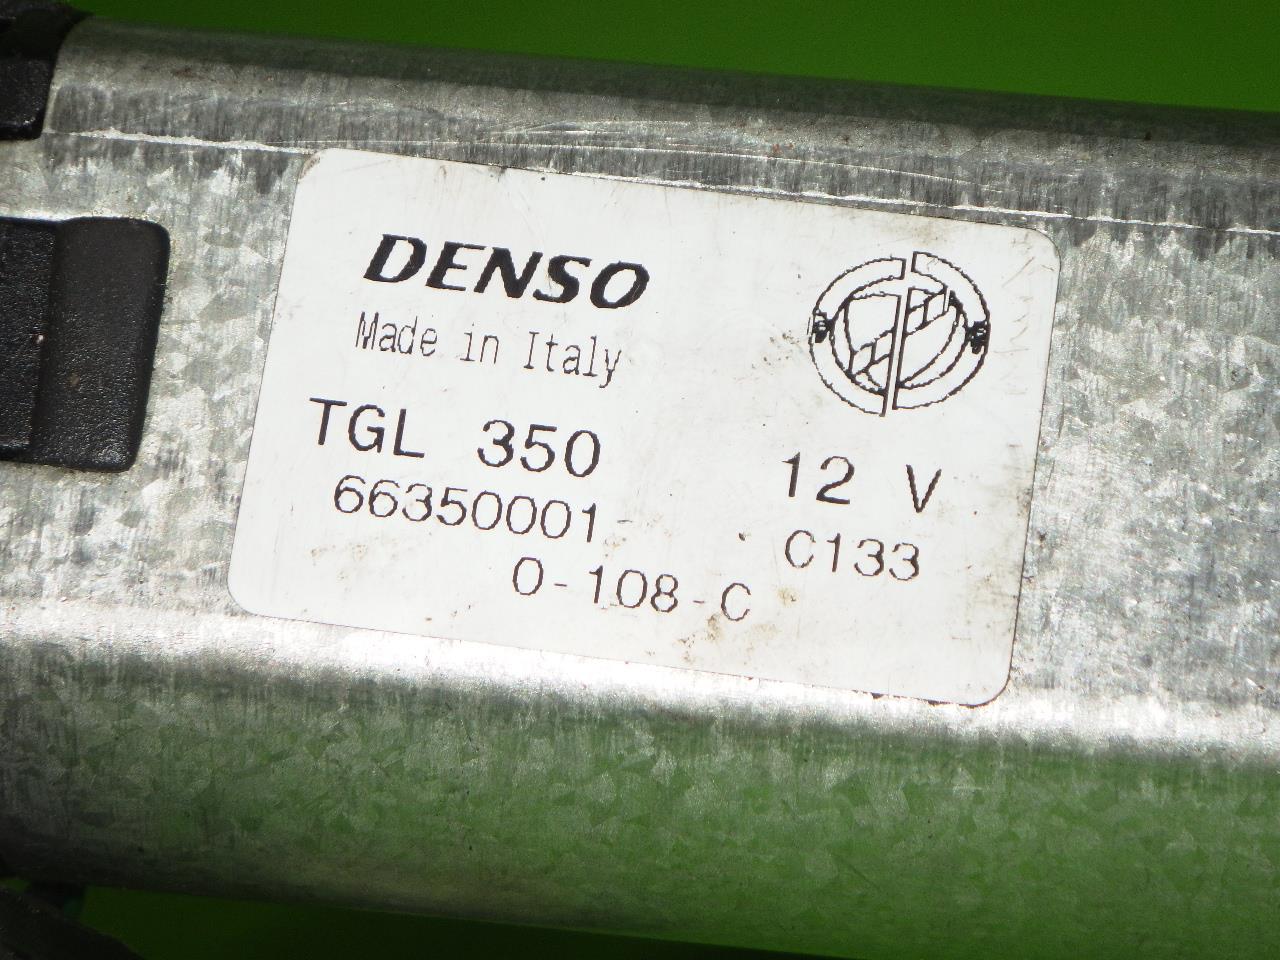 DENSO
Made in Italy
TGL 350
12 V
66350001
C133
0-108-C